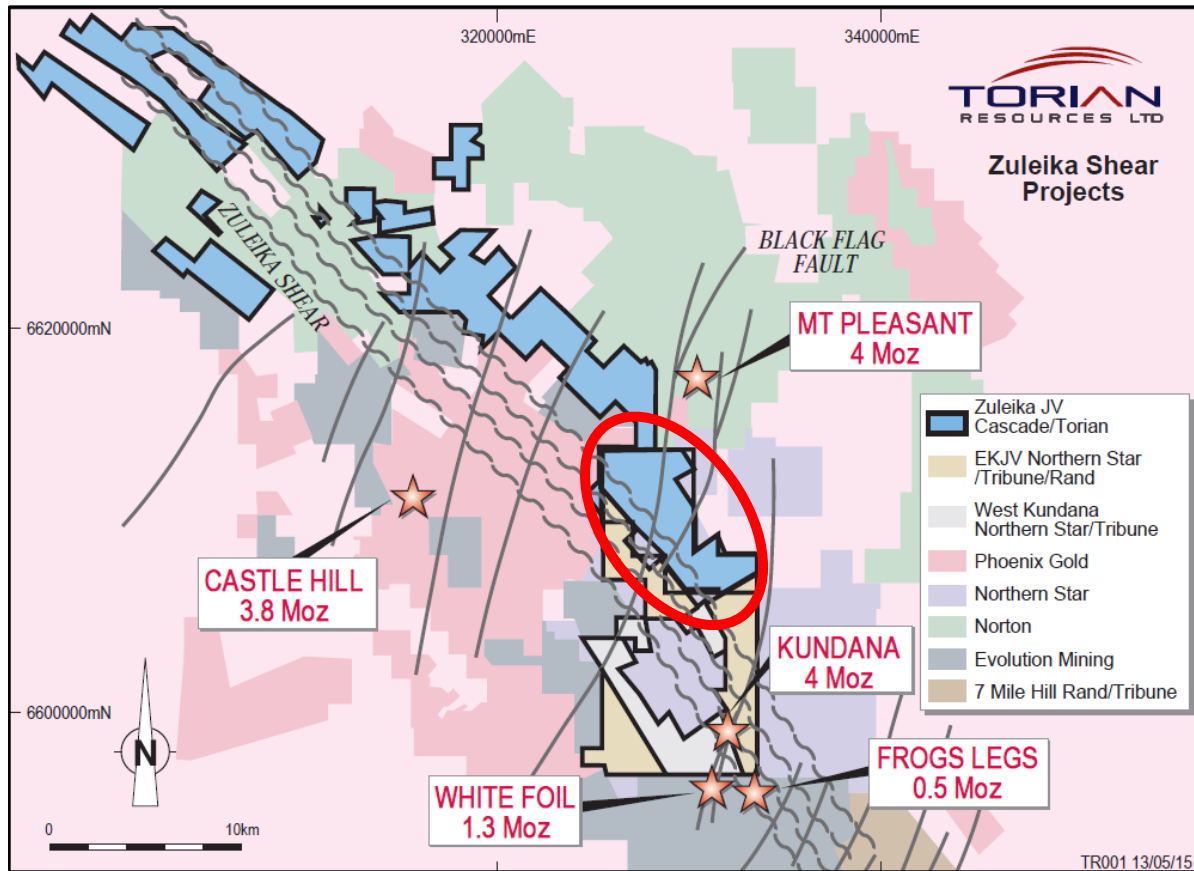 320000mE
340000mE
TORIAN
RESOURCES LTD
Zuleika Shear
Projects
ZULEIKA SHEAR
BLACK FLAG
FAULT
6620000mN
MT PLEASANT
4 Moz
Zuleika JV
Cascade/Torian
EKJV Northern Star
/Tribune/Rand
West Kundana
Northern Star/Tribune
Phoenix Gold
Northern Star
Norton
Evolution Mining
7 Mile Hill Rand/Tribune
CASTLE HILL
3.8 Moz
KUNDANA
4 Moz
6600000mN
N
FROGS LEGS
0.5 Moz
WHITE FOIL
1.3 Moz
0
10km
TR001 13/05/15